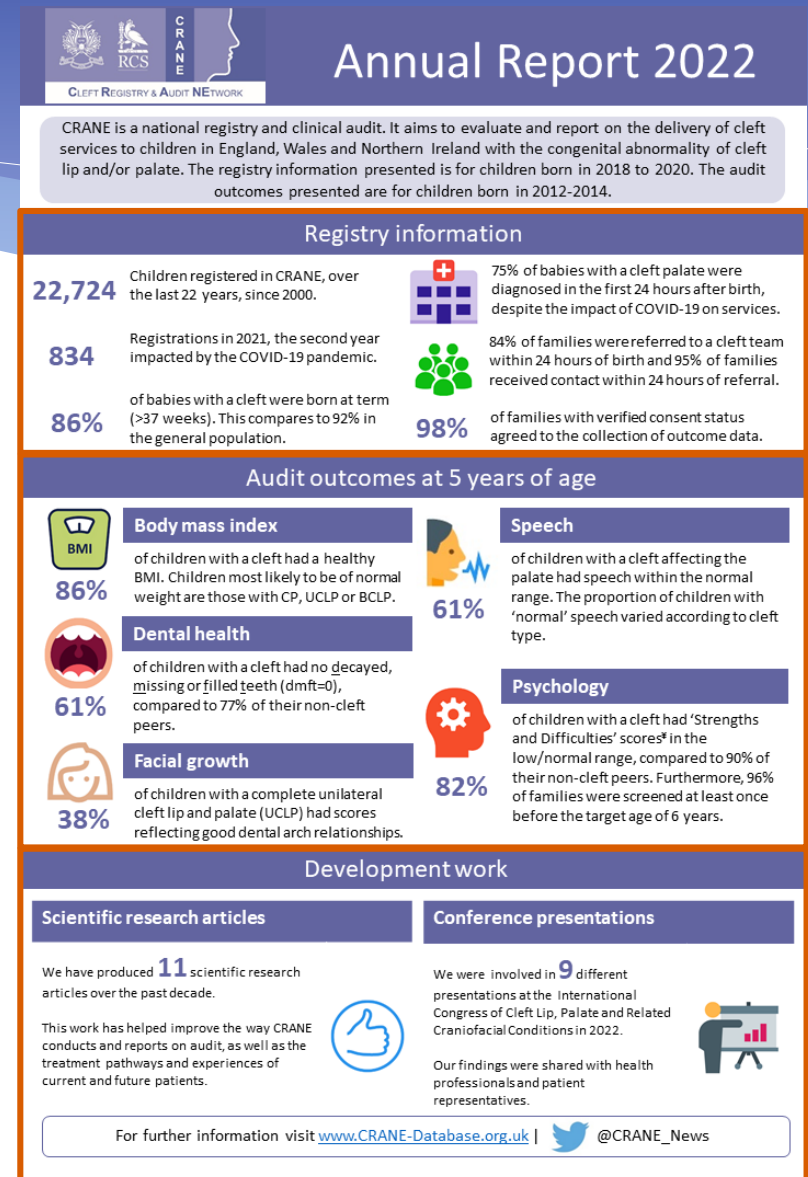 RCS
CRANE
CLEFT REGISTRY & AUDIT NETWORK
Annual Report 2022
CRANE is a national registry and clinical audit. It aims to evaluate and report on the delivery of cleft
services to children in England, Wales and Northern Ireland with the congenital abnormality of cleft
lip and/or palate. The registry information presented is for children born in 2018 to 2020. The audit
outcomes presented are for children born in 2012-2014.
Registry information
22,724
Children registered in CRANE, over
the last 22 years, since 2000.
834
Registrations in 2021, the second year
impacted by the COVID-19 pandemic.
86%
of babies with a cleft were born at term
(>37 weeks). This compares to 92% in
the general population.
75% of babies with a cleft palate were
diagnosed in the first 24 hours after birth,
despite the impact of COVID-19 on services.
84% of families were referred to a cleft team
within 24 hours of birth and 95% of families
received contact within 24 hours of referral.
98%
of families with verified consent status
agreed to the collection of outcome data.
Audit outcomes at 5 years of age
BMI
86%
Body mass index
of children with a cleft had a healthy
BMI. Children most likely to be of normal
weight are those with CP, UCLP or BCLP.
61%
Dental health
of children with a cleft had no decayed,
missing or filled teeth (dmft=0),
compared to 77% of their non-cleft
peers.
38%
Facial growth
of children with a complete unilateral
cleft lip and palate (UCLP) had scores
reflecting good dental arch relationships.
61%
Speech
of children with a cleft affecting the
palate had speech within the normal
range. The proportion of children with
‘normal’ speech varied according to cleft
type.
82%
Psychology
of children with a cleft had ‘Strengths
and Difficulties’ scores¥ in the
low/normal range, compared to 90% of
their non-cleft peers. Furthermore, 96%
of families were screened at least once
before the target age of 6 years.
Development work
Scientific research articles
We have produced 11 scientific research
articles over the past decade.
This work has helped improve the way CRANE
conducts and reports on audit, as well as the
treatment pathways and experiences of
current and future patients.
Conference presentations
We were involved in 9 different
presentations at the International
Congress of Cleft Lip, Palate and Related
Craniofacial Conditions in 2022.
Our findings were shared with health
professionals and patient
representatives.
For further information visit www.CRANE-Database.org.uk | @CRANE_News